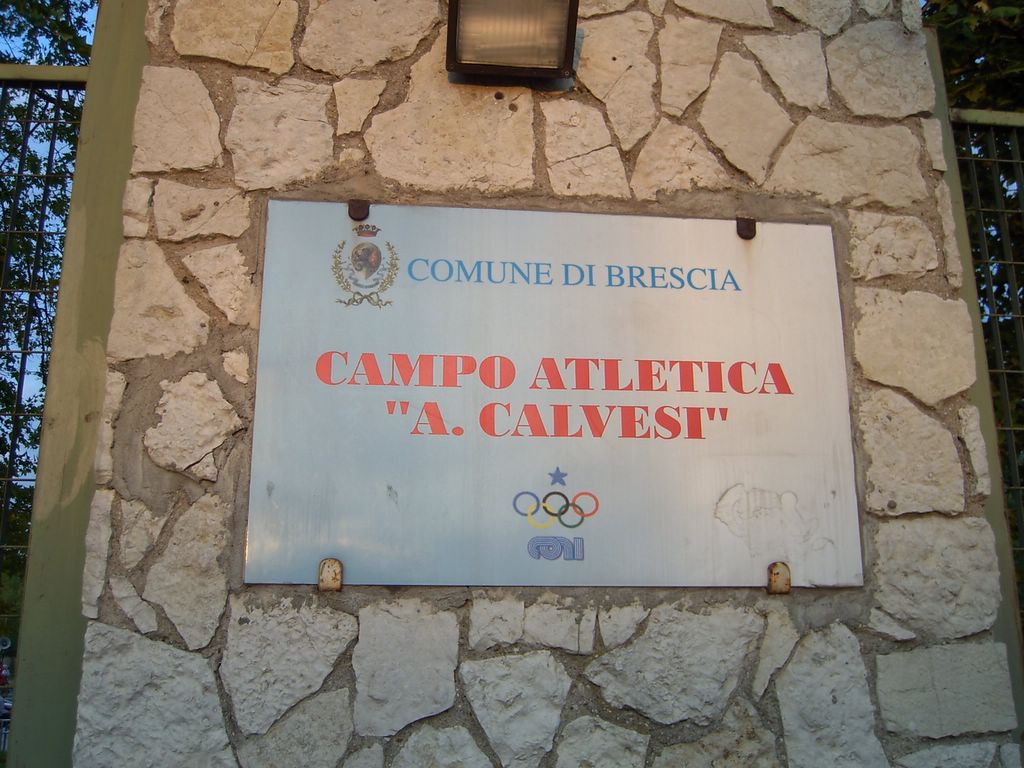 COMUNE DI BRESCIA
CAMPO ATLETICA
"A. CALVESI"
CONI